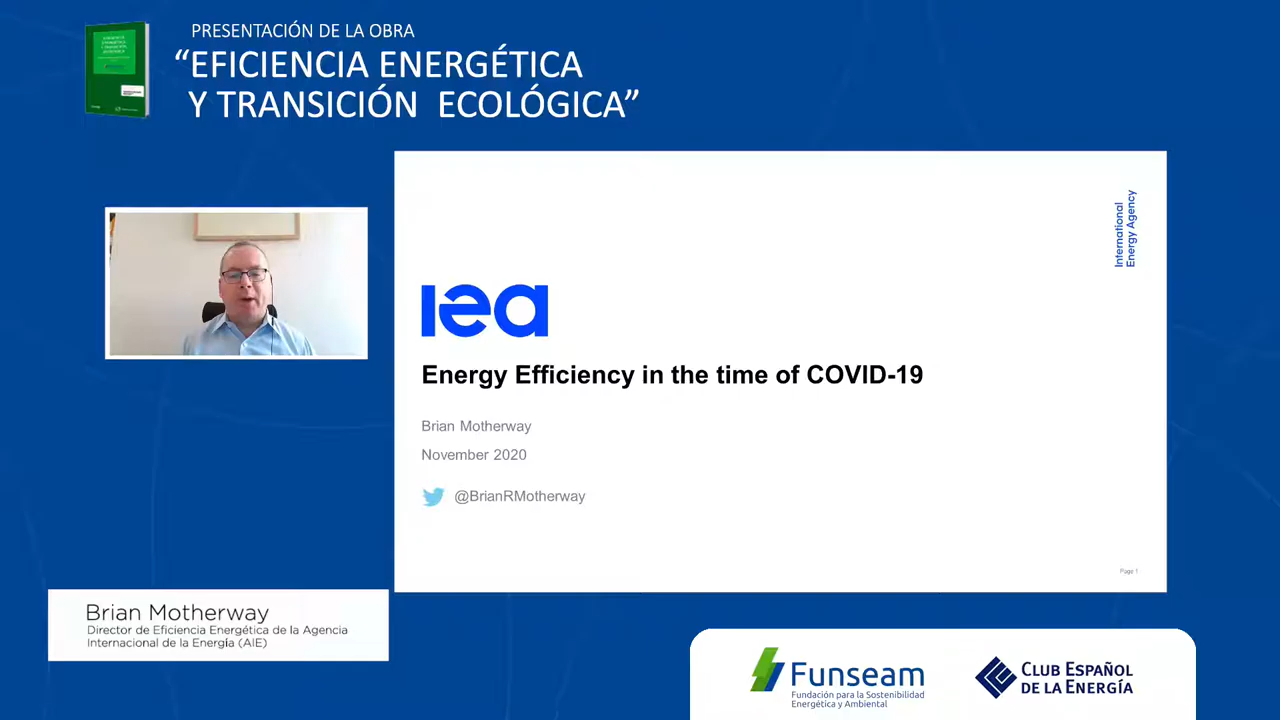 PRESENTACIÓN DE LA OBRA
“EFICIENCIA ENERGÉTICA
Y TRANSICIÓN ECOLÓGICA”
International
Energy Agency
iea
Energy Efficiency in the time of COVID-19
Brian Motherway
November 2020
@BrianRMotherway
Page 1
Brian Motherway
Director de Eficiencia Energética de la Agencia
Internacional de la Energía (AIE)
Funseam
Fundación para la Sostenibilidad
Energética y Ambiental
CLUB ESPAÑOL
DE LA ENERGÍA